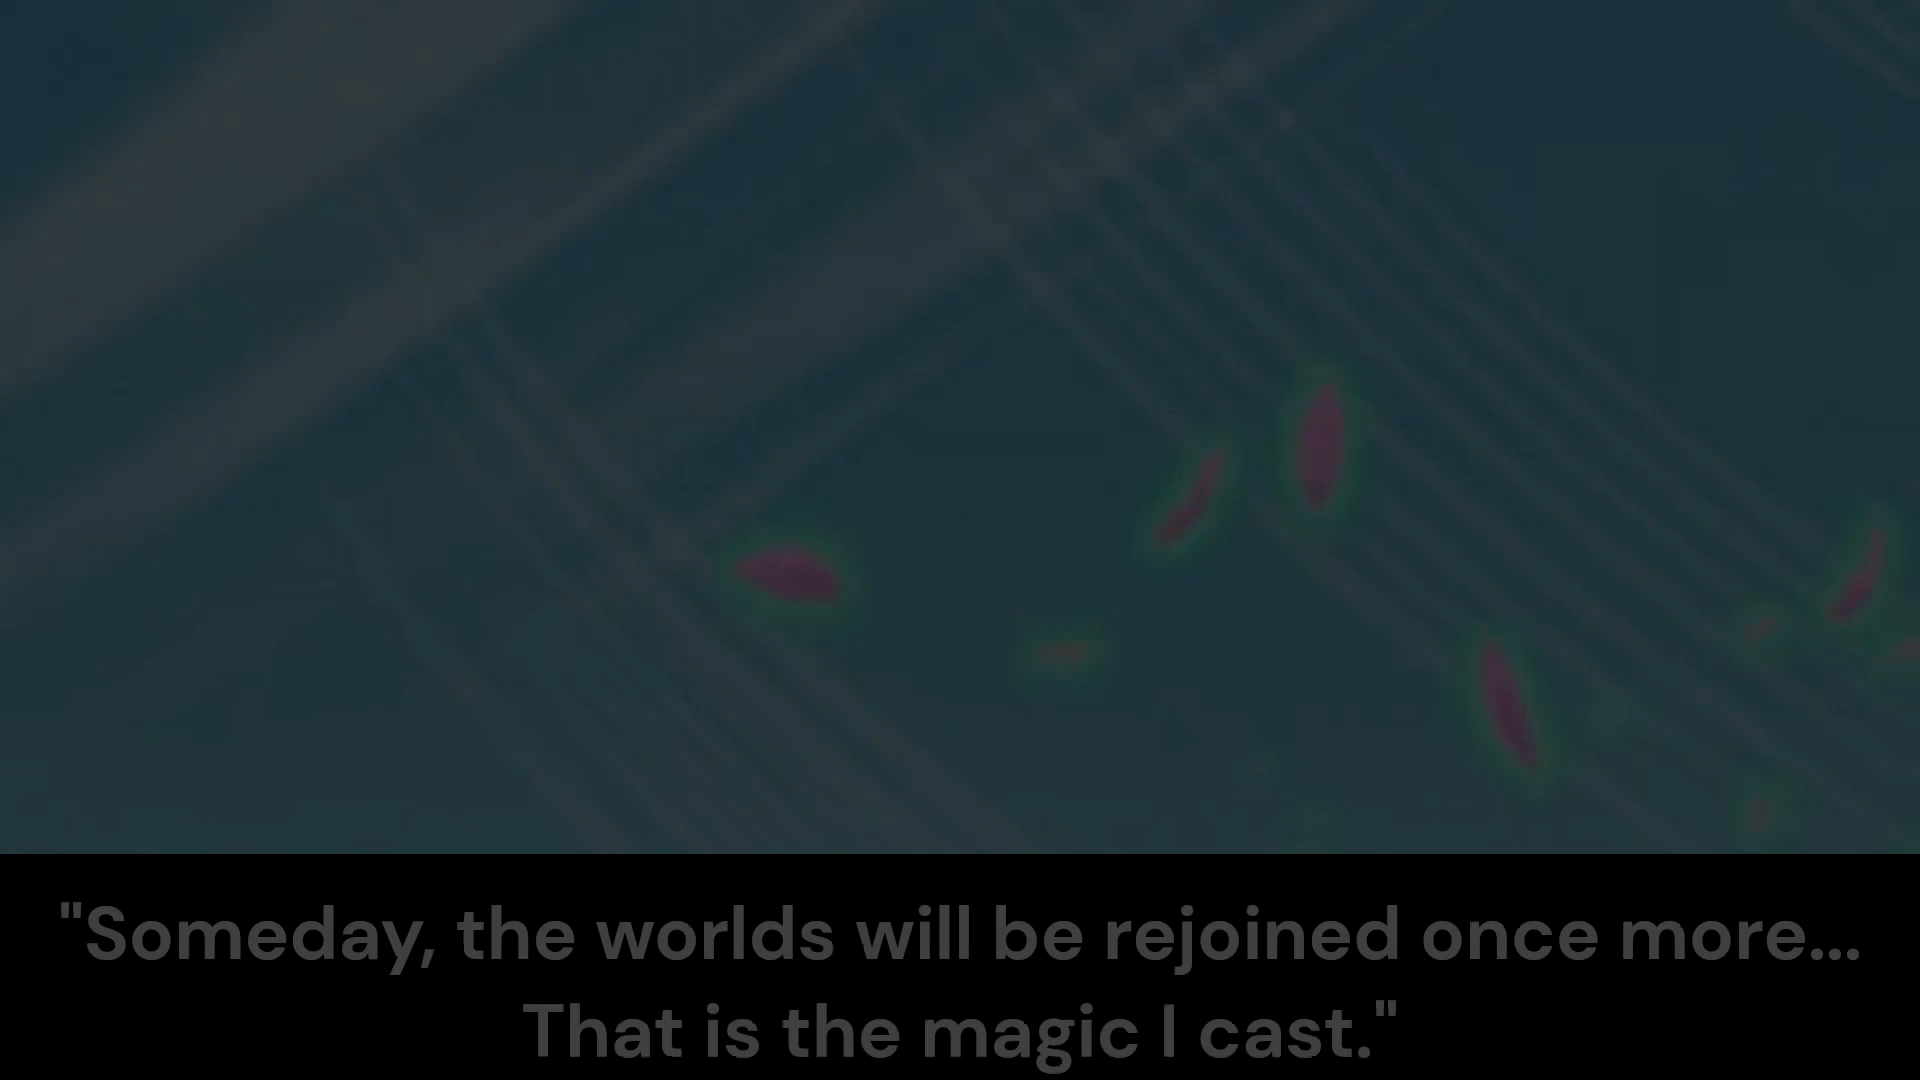 "Someday, the worlds will be rejoined once more...
That is the magic I cast."